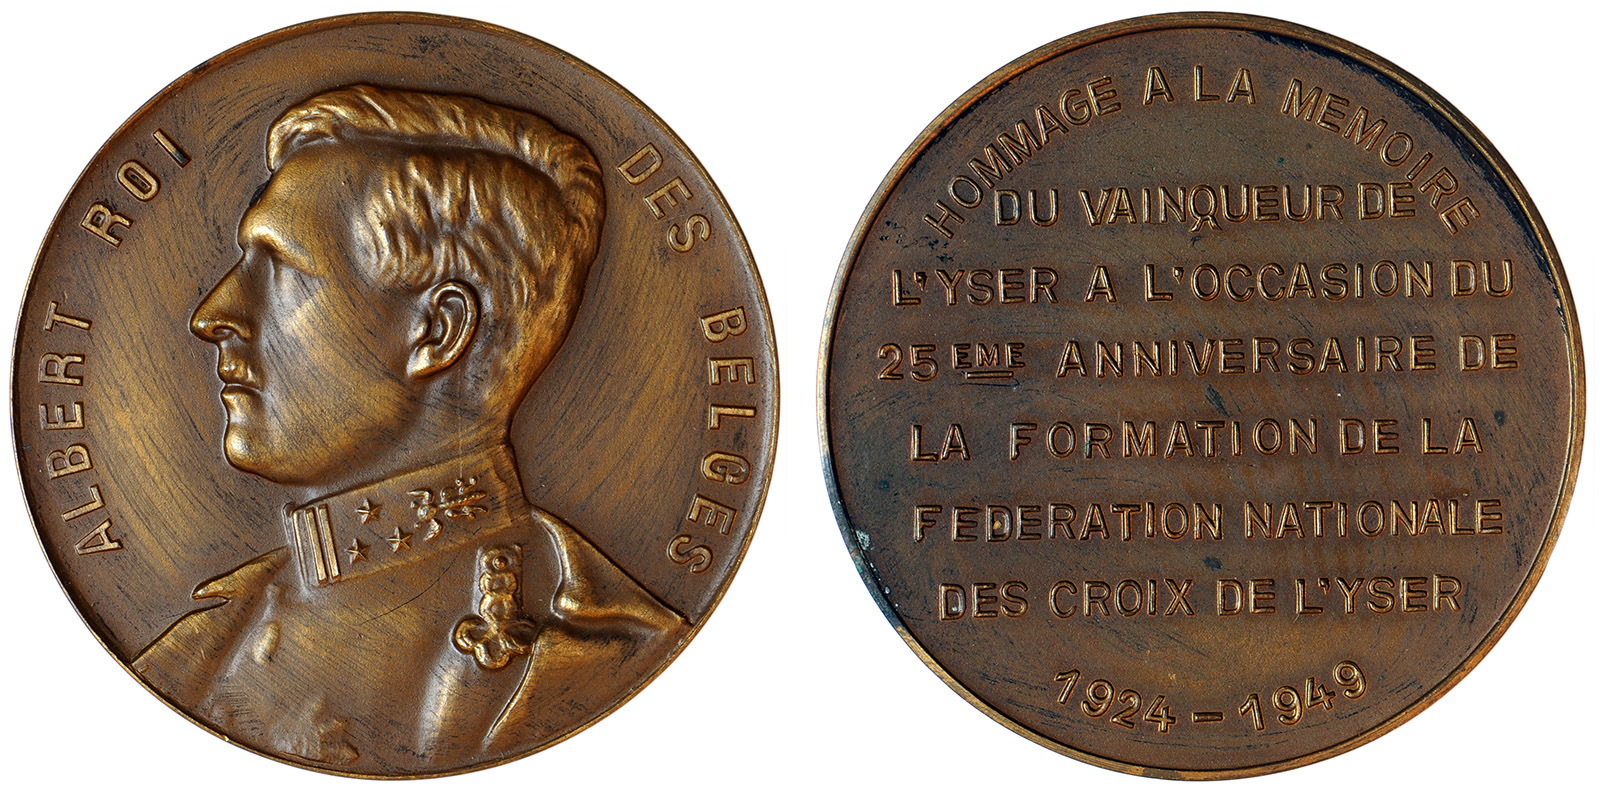 ALBERT ROI DES BELGES
HOMMAGE A LA MEMOIRE
DU VAINQUEUR DE
L'YSER A L'OCCASION DU
25EME ANNIVERSAIRE DE
LA FORMATION DE LA
FEDERATION NATIONALE
DES CROIX DE L'YSER
1924 - 1949